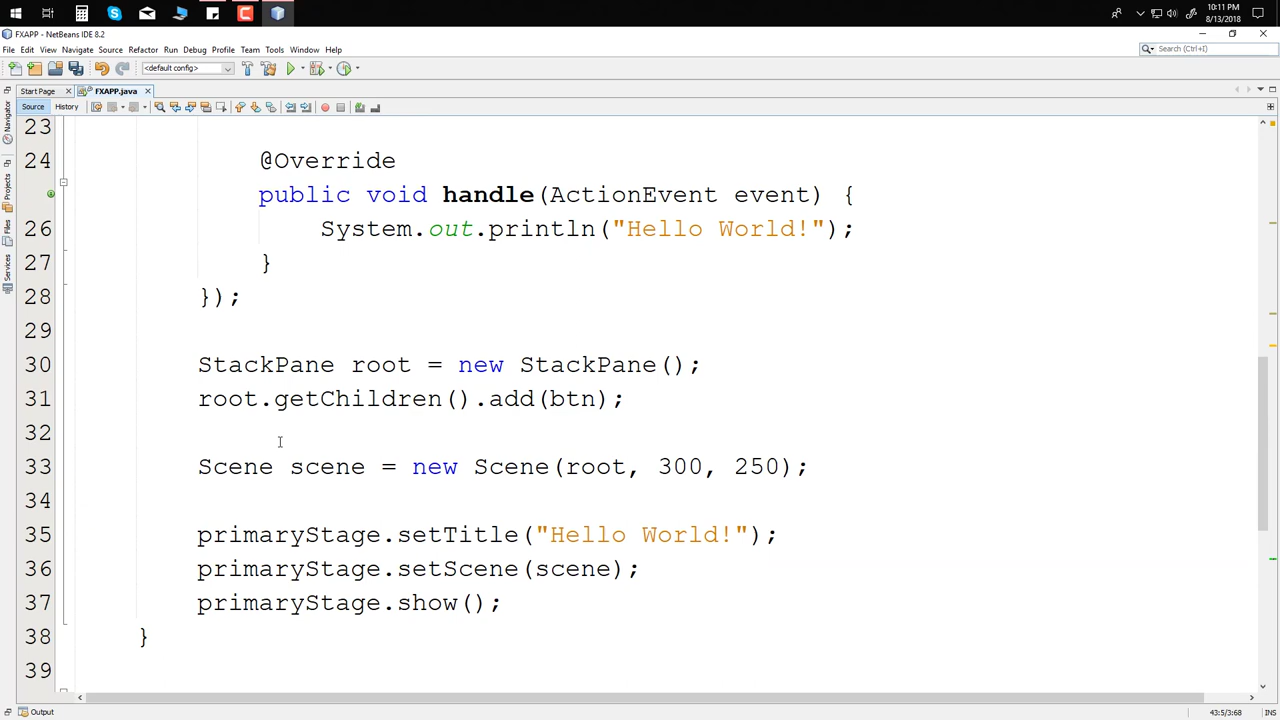 10:11 PM
8/13/2018
FXAPP - NetBeans IDE 8.2
File Edit View Navigate Source Refactor Run Debug Profile Team Tools Window Help
Search (Ctrl+I)
<default config>
Start Page
FXAPP.java
Source History
Navigator
Projects
Files
Services
23
24 @Override
public void handle(ActionEvent event) {
26 System.out.println("Hello World!");
27 }
28 });
29
30 StackPane root = new StackPane();
31 root.getChildren().add(btn);
32
33 Scene scene = new Scene(root, 300, 250);
34
35 primaryStage.setTitle("Hello World!");
36 primaryStage.setScene(scene);
37 primaryStage.show();
38 }
39
Output
43:5/3:68 INS